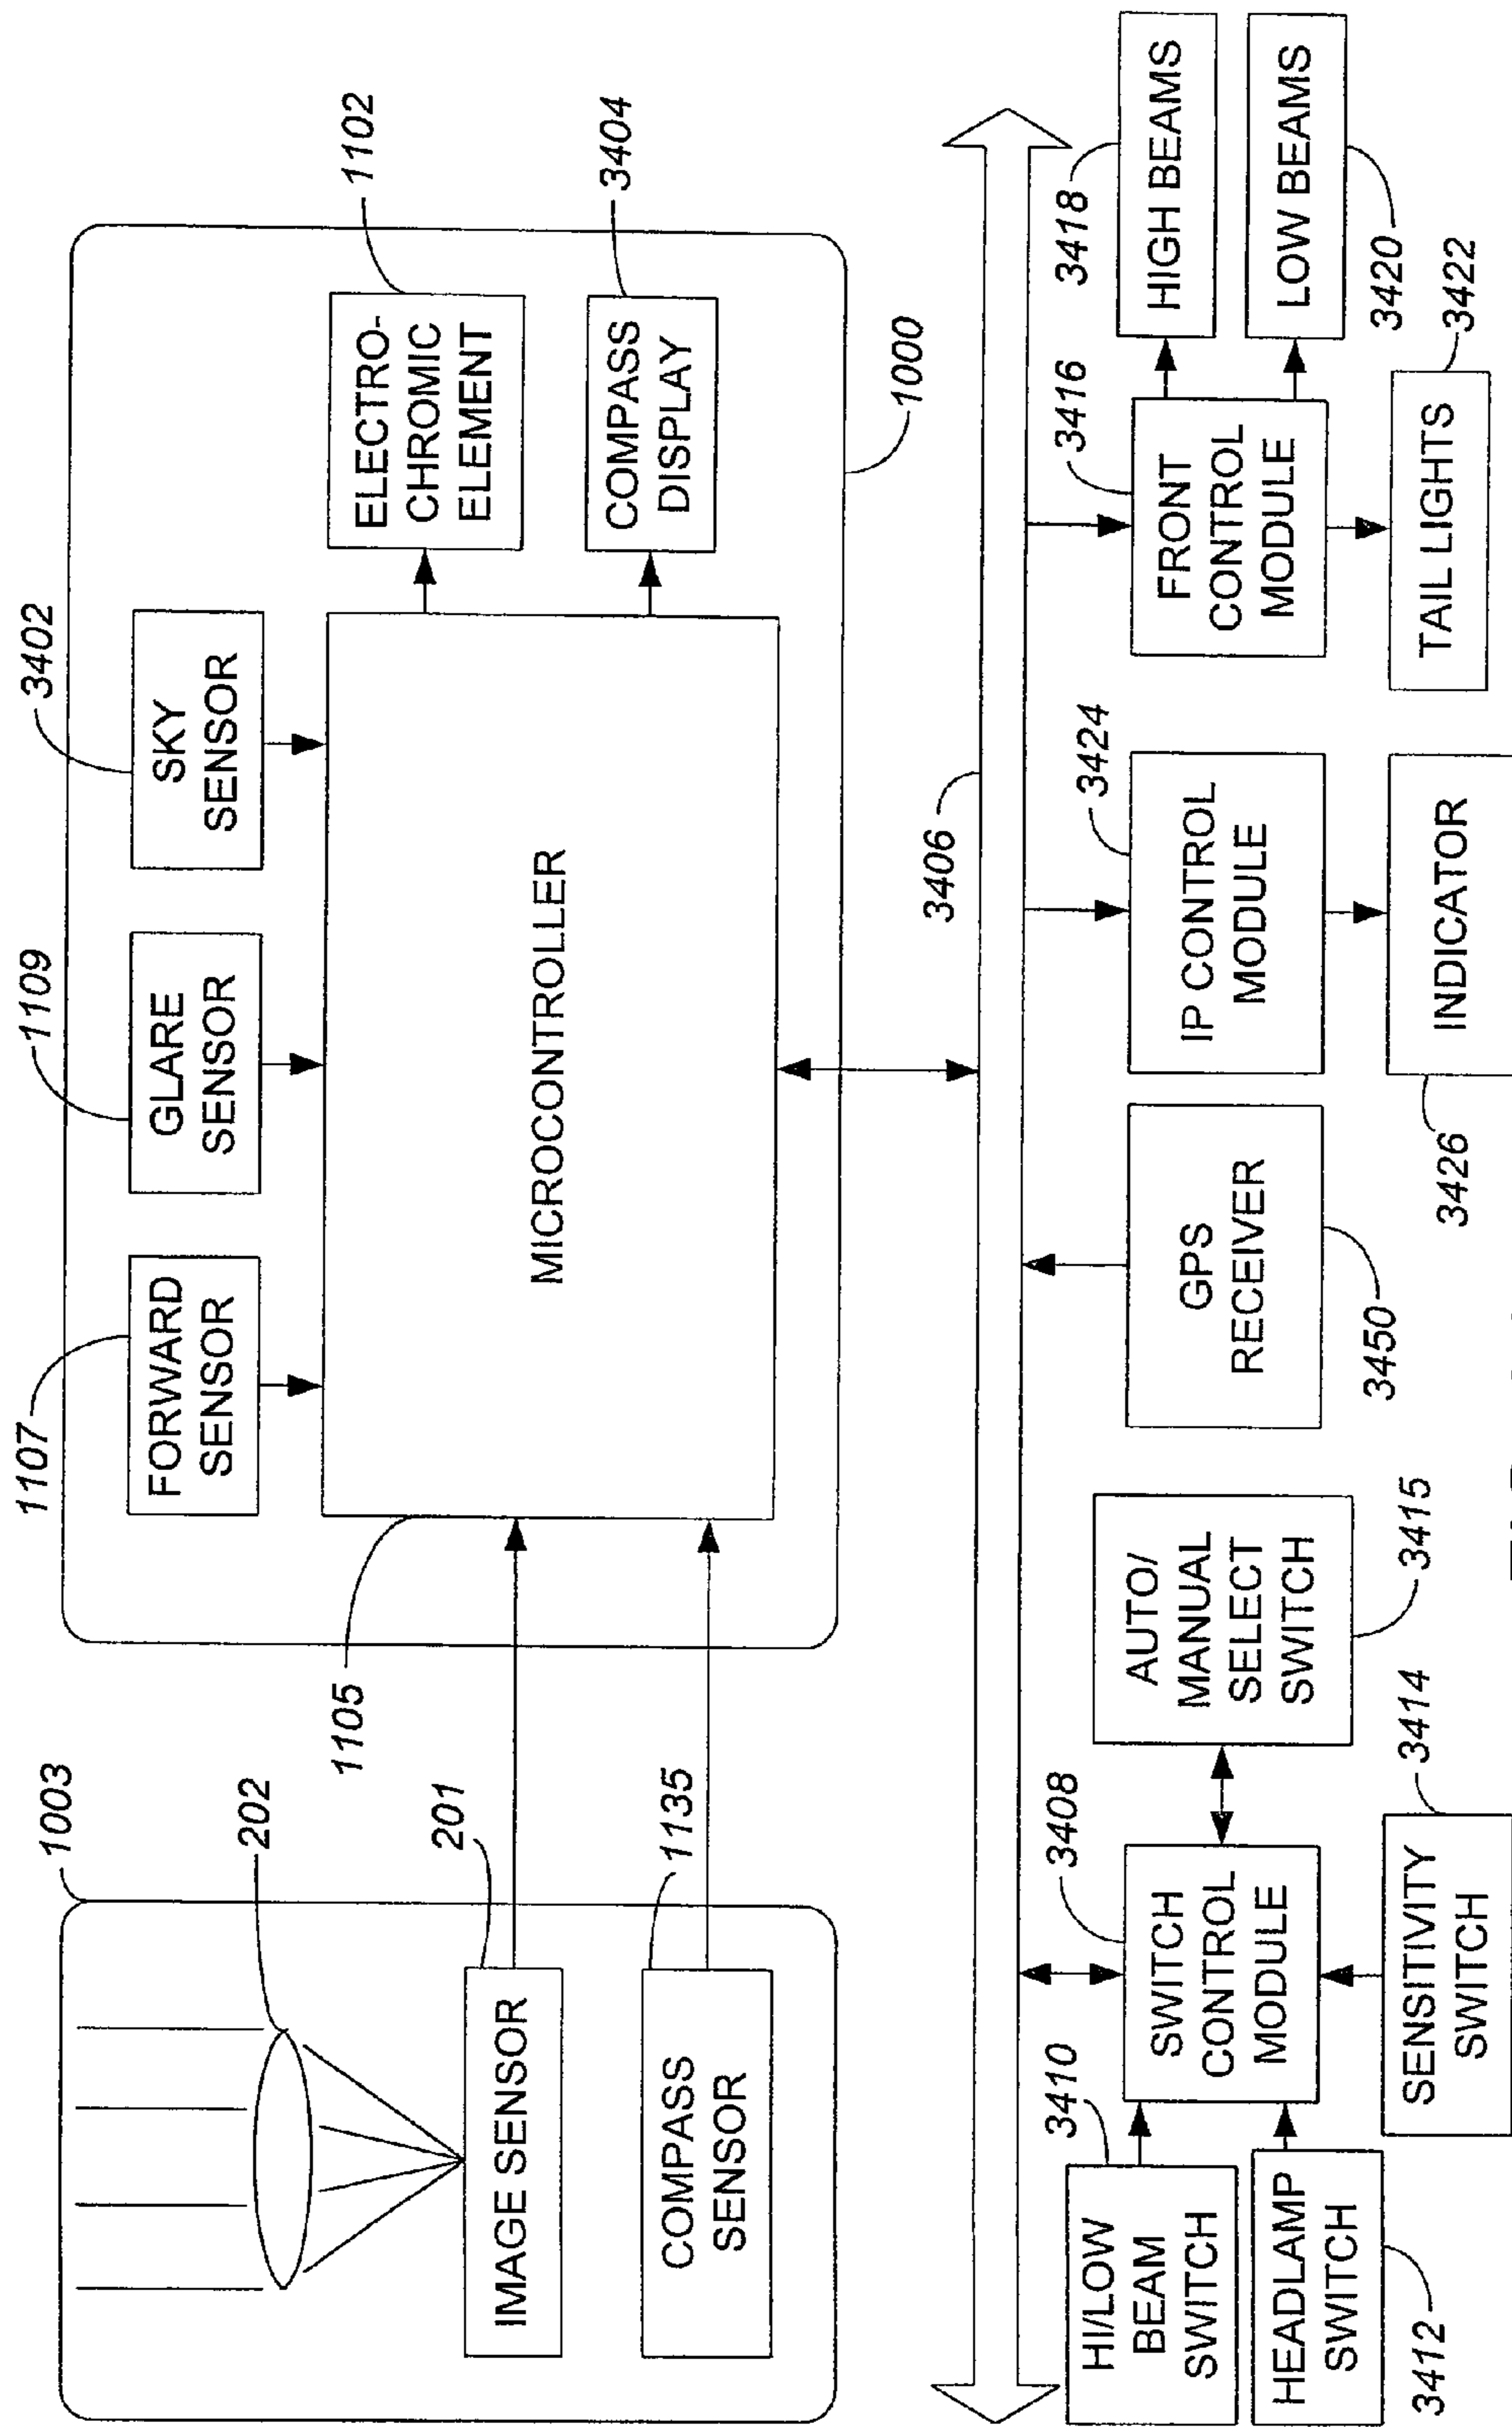 1003
202
201
IMAGE SENSOR
1135
COMPASS
SENSOR
1107
FORWARD
SENSOR
1109
GLARE
SENSOR
3402
SKY
SENSOR
1105
MICROCONTROLLER
ELECTRO-
CHROMIC
ELEMENT
1102
COMPASS
DISPLAY
3404
1000
3406
3410
HI/LOW
BEAM
SWITCH
HEADLAMP
SWITCH
3412
3408
SWITCH
CONTROL
MODULE
SENSITIVITY
SWITCH
3414
AUTO/
MANUAL
SELECT
SWITCH
3415
GPS
RECEIVER
3450
3424
IP CONTROL
MODULE
INDICATOR
3426
3416
FRONT
CONTROL
MODULE
3418
HIGH BEAMS
LOW BEAMS
3420
TAIL LIGHTS
3422